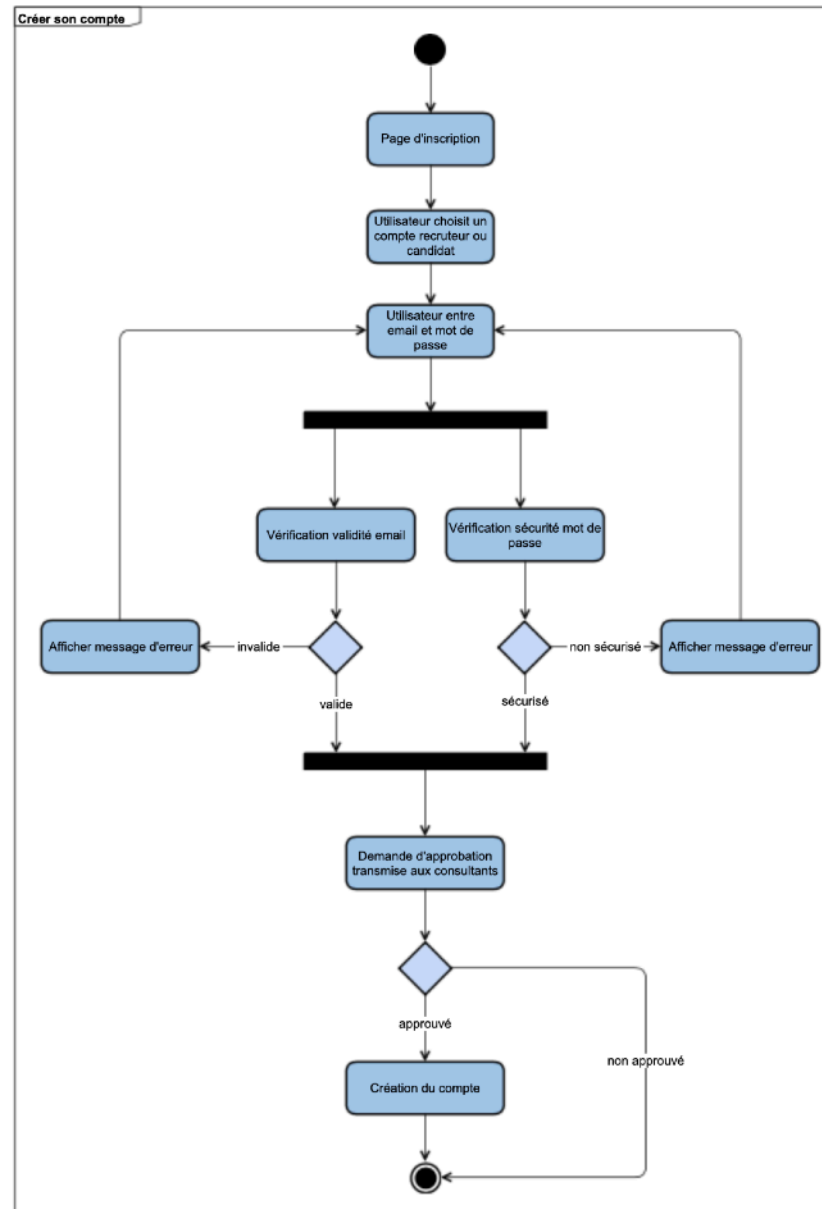 Créer son compte
Page d'inscription
Utilisateur choisit un
compte recruteur ou
candidat
Utilisateur entre
email et mot de
passe
Vérification validité email
Vérification sécurité mot de
passe
Afficher message d'erreur
invalide
non sécurisé
Afficher message d'erreur
valide
sécurisé
Demande d'approbation
transmise aux consultants
approuvé
non approuvé
Création du compte